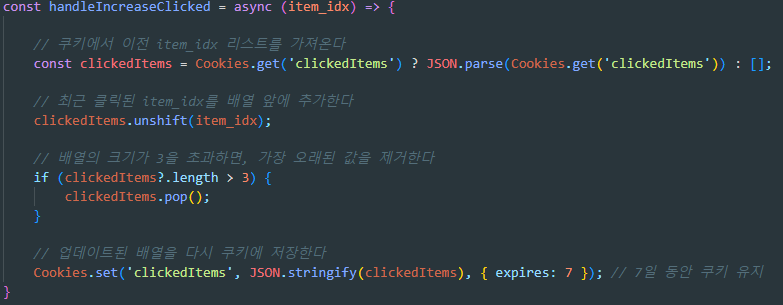 const handleIncreaseClicked = async (item_idx) => {
// 쿠키에서 이전 item_idx 리스트를 가져온다
const clickedItems = Cookies.get('clickedItems') ? JSON.parse(Cookies.get('clickedItems')) : [];
// 최근 클릭된 item_idx를 배열 앞에 추가한다
clickedItems.unshift(item_idx);
// 배열의 크기가 3을 초과하면, 가장 오래된 값을 제거한다
if (clickedItems?.length > 3) {
clickedItems.pop();
}
// 업데이트된 배열을 다시 쿠키에 저장한다
Cookies.set('clickedItems', JSON.stringify(clickedItems), { expires: 7 }); // 7일 동안 쿠키 유지
}